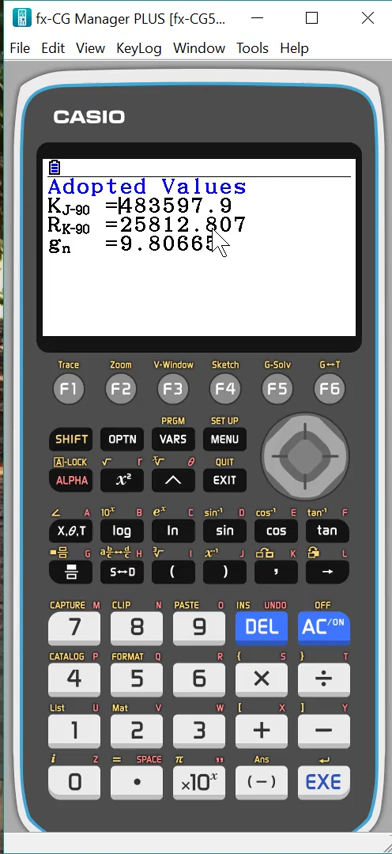 fx-CG Manager PLUS [fx-CG5...
File Edit View KeyLog Window Tools Help
CASIO
Adopted Values
KJ-90 =483597.9
RK-90 =25812.807
gn =9.80665
Trace Zoom V-Window Sketch G-Solv G↔T
F1 F2 F3 F4 F5 F6
PRGM SET UP
SHIFT OPTN VARS MENU
A-LOCK √ r ˣ√ θ QUIT
ALPHA x² ^ EXIT
∠ A 10ˣ B eˣ C sin⁻¹ D cos⁻¹ E tan⁻¹ F
X,θ,T log ln sin cos tan
G H ³√ I x⁻¹ J K L
S↔D ( ) , →
CAPTURE M CLIP N PASTE O INS UNDO OFF
7 8 9 DEL AC/ON
CATALOG P FORMAT Q R { S } T
4 5 6 × ÷
List U Mat V W [ X ] Y
1 2 3 + −
i Z = SPACE π " Ans ↵
0 • ×10ˣ (−) EXE